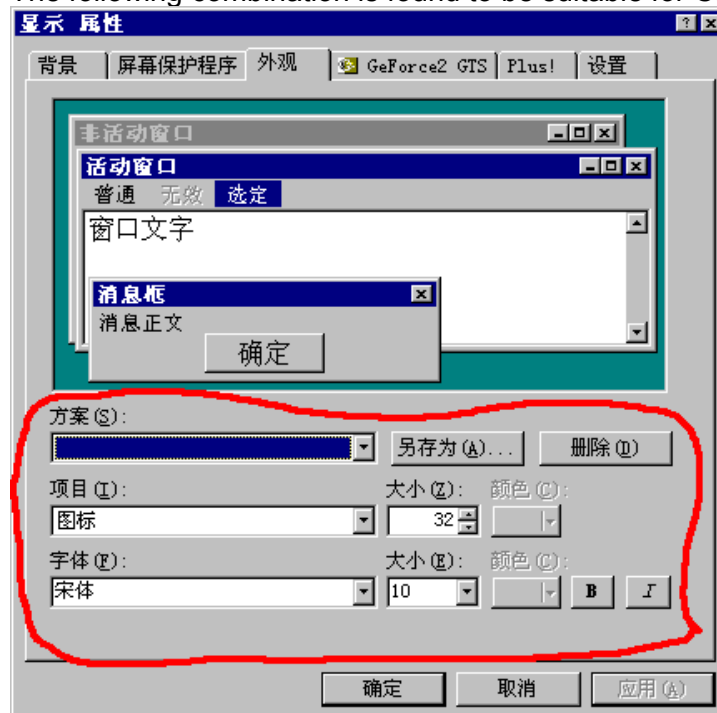 显示 属性
背景 屏幕保护程序 外观 GeForce2 GTS Plus! 设置
非活动窗口
活动窗口
普通 无效 选定
窗口文字
消息框
消息正文
确定
方案(S):
另存为(A)... 删除(D)
项目(I): 大小(Z): 颜色(C):
图标 32
字体(F): 大小(E): 颜色(C):
宋体 10 B I
确定 取消 应用(A)